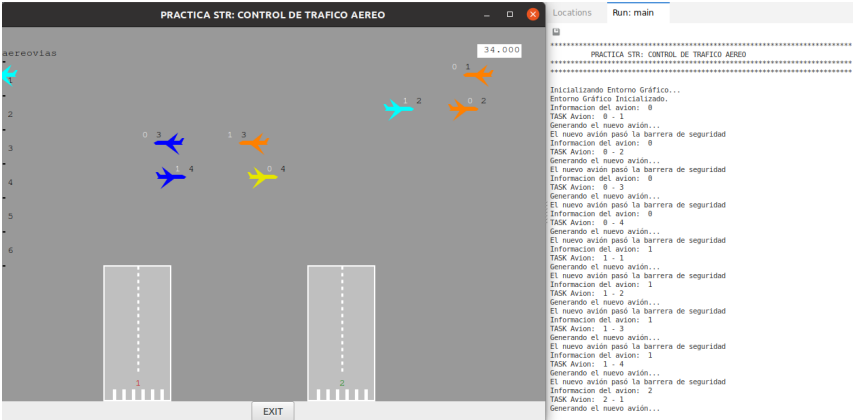 PRACTICA STR: CONTROL DE TRAFICO AEREO
aereovias
34.000
1
0 1
1 2
0 2
2
0 3
1 3
3
1 4
0 4
4
5
6
1
2
EXIT
Locations Run: main
************************************************************************
PRACTICA STR: CONTROL DE TRAFICO AEREO
************************************************************************
************************************************************************
Inicializando Entorno Gráfico...
Entorno Gráfico Inicializado.
Informacion del avion: 0
TASK Avion: 0 - 1
Generando el nuevo avión...
El nuevo avión pasó la barrera de seguridad
Informacion del avion: 0
TASK Avion: 0 - 2
Generando el nuevo avión...
El nuevo avión pasó la barrera de seguridad
Informacion del avion: 0
TASK Avion: 0 - 3
Generando el nuevo avión...
El nuevo avión pasó la barrera de seguridad
Informacion del avion: 0
TASK Avion: 0 - 4
Generando el nuevo avión...
El nuevo avión pasó la barrera de seguridad
Informacion del avion: 1
TASK Avion: 1 - 1
Generando el nuevo avión...
El nuevo avión pasó la barrera de seguridad
Informacion del avion: 1
TASK Avion: 1 - 2
Generando el nuevo avión...
El nuevo avión pasó la barrera de seguridad
Informacion del avion: 1
TASK Avion: 1 - 3
Generando el nuevo avión...
El nuevo avión pasó la barrera de seguridad
Informacion del avion: 1
TASK Avion: 1 - 4
Generando el nuevo avión...
El nuevo avión pasó la barrera de seguridad
Informacion del avion: 2
TASK Avion: 2 - 1
Generando el nuevo avión...